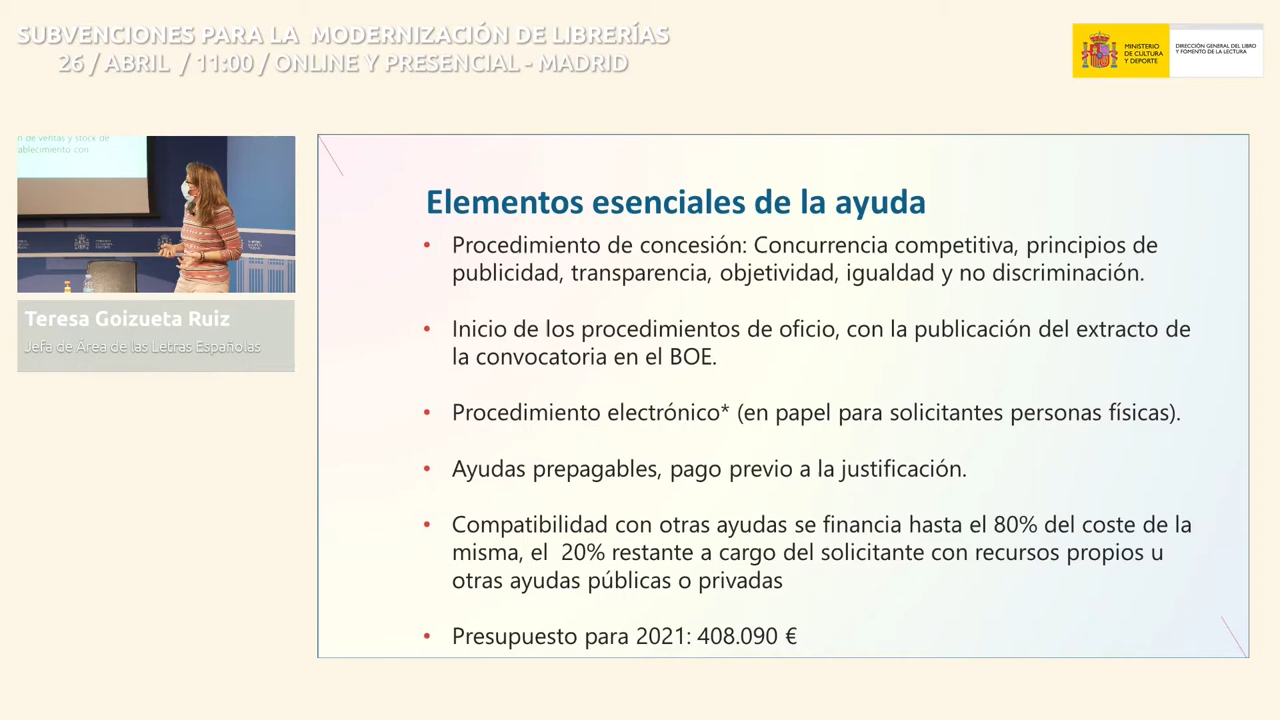 SUBVENCIONES PARA LA MODERNIZACIÓN DE LIBRERÍAS
26 / ABRIL / 11:00 / ONLINE Y PRESENCIAL - MADRID
MINISTERIO
DE CULTURA
Y DEPORTE
DIRECCIÓN GENERAL DEL LIBRO
Y FOMENTO DE LA LECTURA
n de ventas y stock de
ablecimiento con
Teresa Goizueta Ruiz
Jefa de Área de las Letras Españolas
Elementos esenciales de la ayuda
• Procedimiento de concesión: Concurrencia competitiva, principios de
publicidad, transparencia, objetividad, igualdad y no discriminación.
• Inicio de los procedimientos de oficio, con la publicación del extracto de
la convocatoria en el BOE.
• Procedimiento electrónico* (en papel para solicitantes personas físicas).
• Ayudas prepagables, pago previo a la justificación.
• Compatibilidad con otras ayudas se financia hasta el 80% del coste de la
misma, el 20% restante a cargo del solicitante con recursos propios u
otras ayudas públicas o privadas
• Presupuesto para 2021: 408.090 €